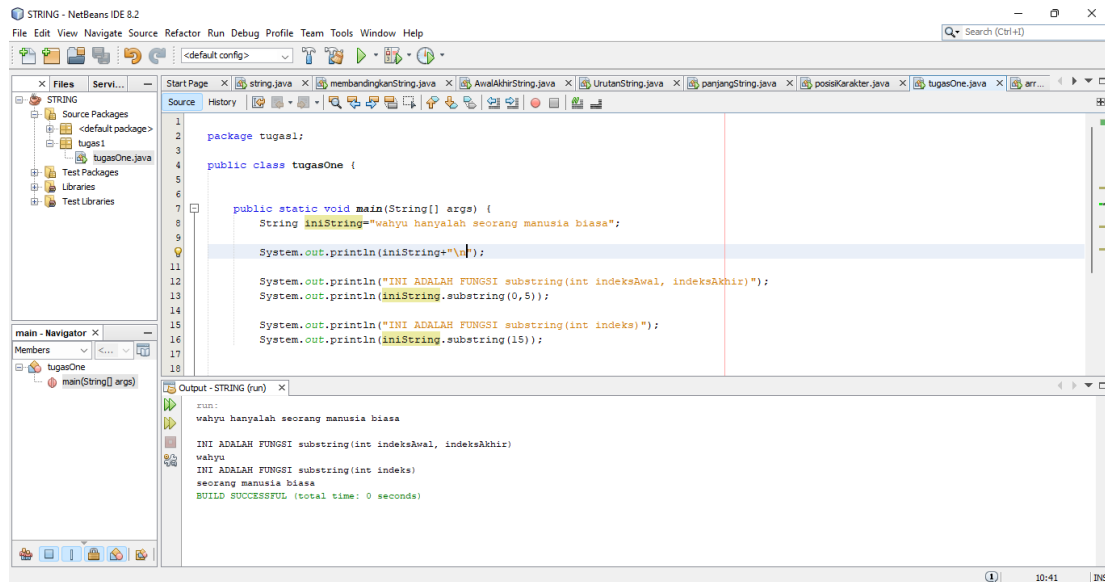 STRING - NetBeans IDE 8.2
File Edit View Navigate Source Refactor Run Debug Profile Team Tools Window Help
Search (Ctrl+I)
<default config>
Files Servi...
Start Page string.java membandingkanString.java AwalAkhirString.java UrutanString.java panjangString.java posisiKarakter.java tugasOne.java arr...
STRING
Source Packages
<default package>
tugas1
tugasOne.java
Test Packages
Libraries
Test Libraries
Source History
1
2 package tugas1;
3
4 public class tugasOne {
5
6
7 public static void main(String[] args) {
8 String iniString="wahyu hanyalah seorang manusia biasa";
9
System.out.println(iniString+"\n");
11
12 System.out.println("INI ADALAH FUNGSI substring(int indeksAwal, indeksAkhir)");
13 System.out.println(iniString.substring(0,5));
14
15 System.out.println("INI ADALAH FUNGSI substring(int indeks)");
16 System.out.println(iniString.substring(15));
17
18
main - Navigator
Members <...
tugasOne
main(String[] args)
Output - STRING (run)
run:
wahyu hanyalah seorang manusia biasa
INI ADALAH FUNGSI substring(int indeksAwal, indeksAkhir)
wahyu
INI ADALAH FUNGSI substring(int indeks)
seorang manusia biasa
BUILD SUCCESSFUL (total time: 0 seconds)
1 10:41 INS